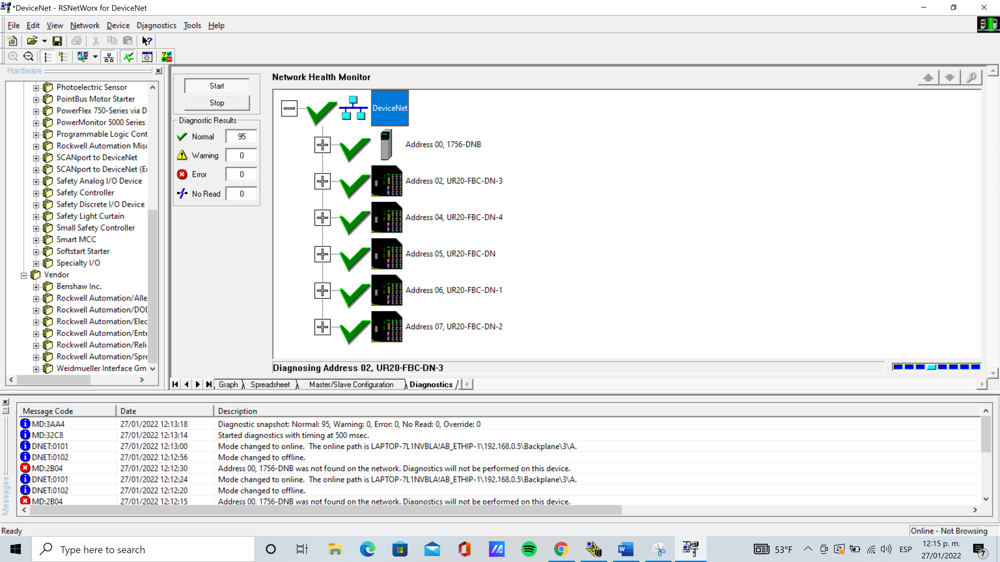 *DeviceNet - RSNetWorx for DeviceNet
File Edit View Network Device Diagnostics Tools Help
Hardware
Photoelectric Sensor
PointBus Motor Starter
PowerFlex 750-Series via D
PowerMonitor 5000 Series
Programmable Logic Cont
Rockwell Automation Misc
SCANport to DeviceNet
SCANport to DeviceNet (Er
Safety Analog I/O Device
Safety Controller
Safety Discrete I/O Device
Safety Light Curtain
Small Safety Controller
Smart MCC
Softstart Starter
Specialty I/O
Vendor
Benshaw Inc.
Rockwell Automation/Alle
Rockwell Automation/DOD
Rockwell Automation/Elec
Rockwell Automation/Ente
Rockwell Automation/Reli
Rockwell Automation/Spre
Weidmueller Interface Gm
Start
Stop
Diagnostic Results
Normal 95
Warning 0
Error 0
No Read 0
Network Health Monitor
DeviceNet
Address 00, 1756-DNB
Address 02, UR20-FBC-DN-3
Address 04, UR20-FBC-DN-4
Address 05, UR20-FBC-DN
Address 06, UR20-FBC-DN-1
Address 07, UR20-FBC-DN-2
Diagnosing Address 02, UR20-FBC-DN-3
Graph Spreadsheet Master/Slave Configuration Diagnostics
Messages
Message Code Date Description
MD:3AA4 27/01/2022 12:13:18 Diagnostic snapshot: Normal: 95, Warning: 0, Error: 0, No Read: 0, Override: 0
MD:32C8 27/01/2022 12:13:14 Started diagnostics with timing at 500 msec.
DNET:0101 27/01/2022 12:13:00 Mode changed to online. The online path is LAPTOP-7L1NVBLA!AB_ETHIP-1\192.168.0.5\Backplane\3\A.
DNET:0102 27/01/2022 12:12:56 Mode changed to offline.
MD:2B04 27/01/2022 12:12:30 Address 00, 1756-DNB was not found on the network. Diagnostics will not be performed on this device.
DNET:0101 27/01/2022 12:12:24 Mode changed to online. The online path is LAPTOP-7L1NVBLA!AB_ETHIP-1\192.168.0.5\Backplane\3\A.
DNET:0102 27/01/2022 12:12:20 Mode changed to offline.
MD:2B04 27/01/2022 12:12:15 Address 00, 1756-DNB was not found on the network. Diagnostics will not be performed on this device.
Ready Online - Not Browsing
Type here to search
53°F ESP 12:15 p. m.
27/01/2022
7